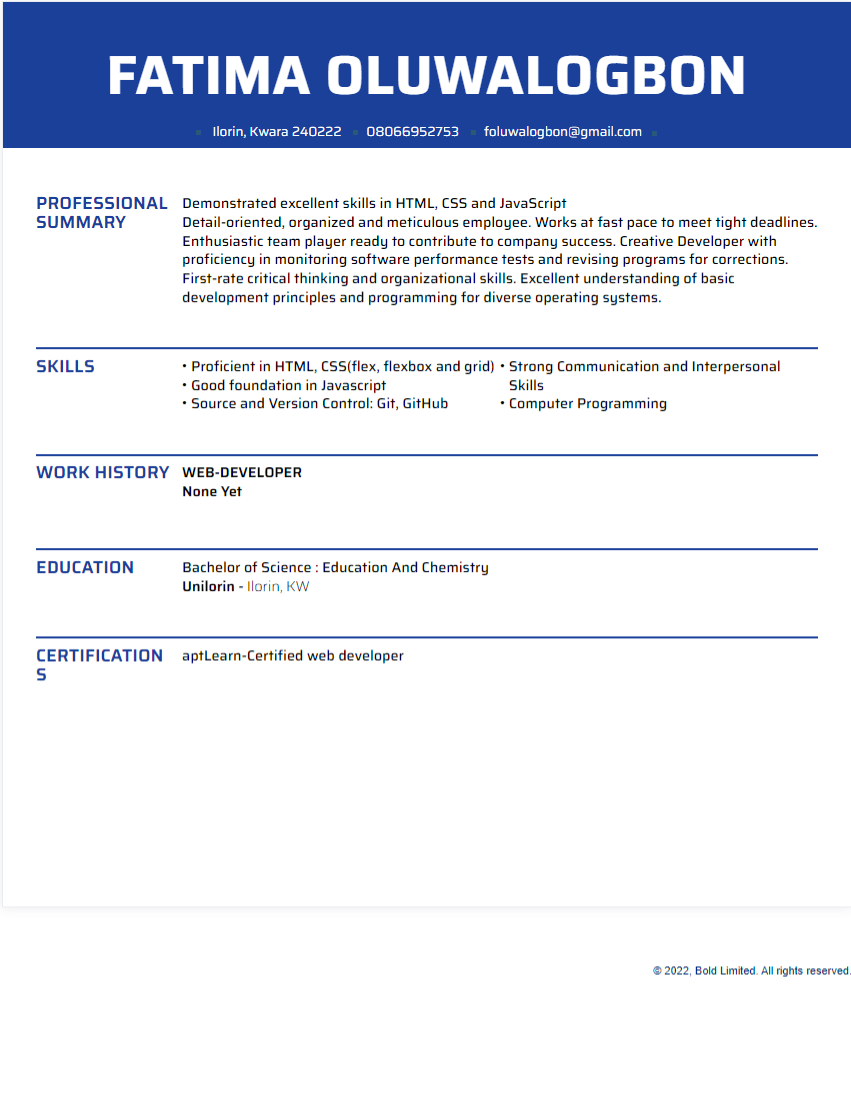 FATIMA OLUWALOGBON
Ilorin, Kwara 240222 08066952753 foluwalogbon@gmail.com
PROFESSIONAL
SUMMARY
Demonstrated excellent skills in HTML, CSS and JavaScript
Detail-oriented, organized and meticulous employee. Works at fast pace to meet tight deadlines.
Enthusiastic team player ready to contribute to company success. Creative Developer with
proficiency in monitoring software performance tests and revising programs for corrections.
First-rate critical thinking and organizational skills. Excellent understanding of basic
development principles and programming for diverse operating systems.
SKILLS
• Proficient in HTML, CSS(flex, flexbox and grid)
• Good foundation in Javascript
• Source and Version Control: Git, GitHub
• Strong Communication and Interpersonal
Skills
• Computer Programming
WORK HISTORY
WEB-DEVELOPER
None Yet
EDUCATION
Bachelor of Science : Education And Chemistry
Unilorin - Ilorin, KW
CERTIFICATION
S
aptLearn-Certified web developer
© 2022, Bold Limited. All rights reserved.